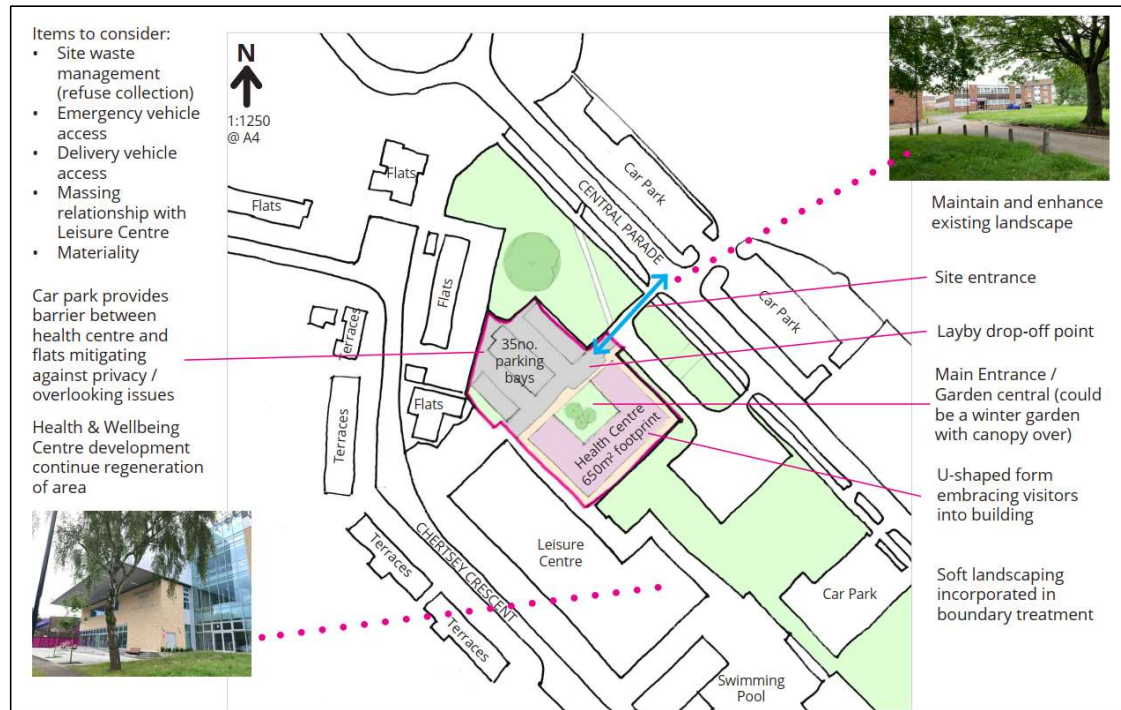 Items to consider:
• Site waste
management
(refuse collection)
• Emergency vehicle
access
• Delivery vehicle
access
• Massing
relationship with
Leisure Centre
• Materiality
Car park provides
barrier between
health centre and
flats mitigating
against privacy /
overlooking issues
Health & Wellbeing
Centre development
continue regeneration
of area
N
1:1250
@ A4
Flats
Flats
Flats
Flats
Terraces
Terraces
Terraces
Terraces
CHERTSEY CRESCENT
CENTRAL PARADE
Car Park
Car Park
35no.
parking
bays
Health Centre
650m² footprint
Leisure
Centre
Car Park
Swimming
Pool
Maintain and enhance
existing landscape
Site entrance
Layby drop-off point
Main Entrance /
Garden central (could
be a winter garden
with canopy over)
U-shaped form
embracing visitors
into building
Soft landscaping
incorporated in
boundary treatment